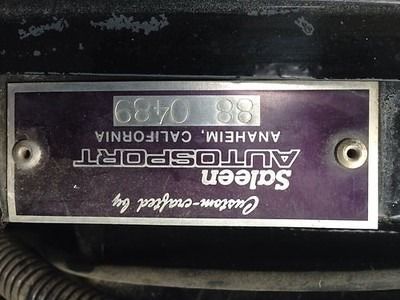 Custom-crafted by
Saleen
AUTOSPORT
ANAHEIM, CALIFORNIA
88 0489